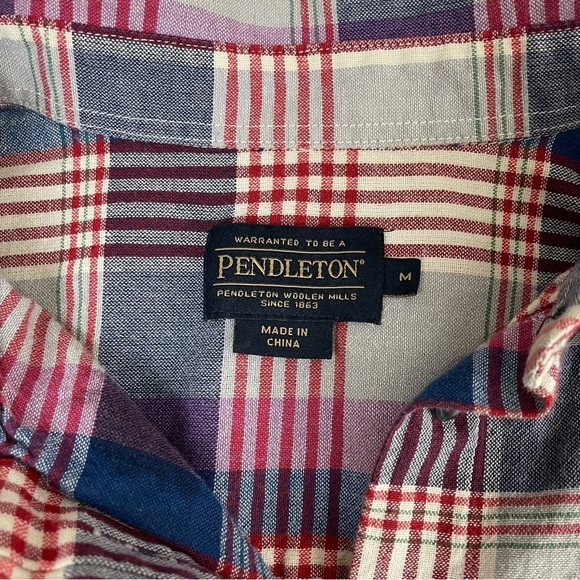 WARRANTED TO BE A
PENDLETON®
M
PENDLETON WOOLEN MILLS
SINCE 1863
MADE IN
CHINA